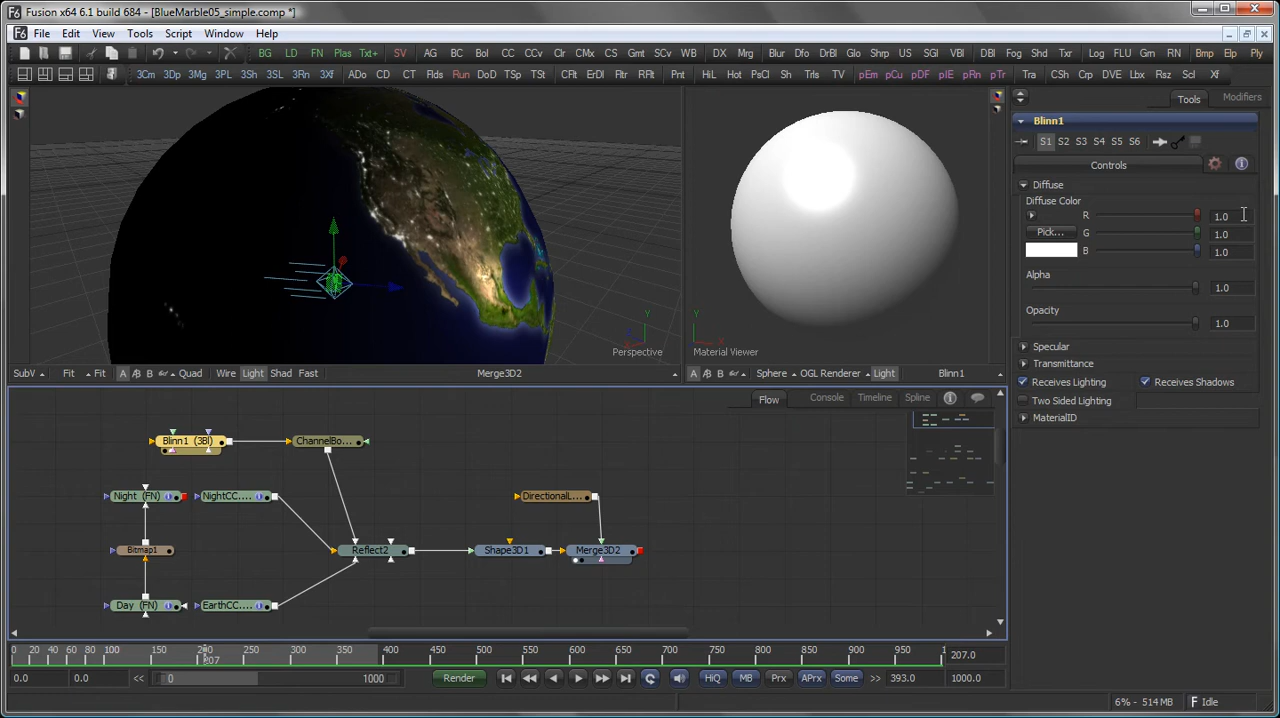 Fusion x64 6.1 build 684 - [BlueMarble05_simple.comp *]
File Edit View Tools Script Window Help
BG LD FN Plas Txt+ SV AG BC Bol CC CCv CMx CS Gmt SCv WB DX Mrg Blur Dfo DrBl Glo Shrp US SGl VBl DBl Fog Shd Txr Log FLU Gm RN Bmp Elp Ply
3Cm 3Dp 3Mg 3PL 3Sh 3SL 3Rn 3Xf ADo CD CT Flds Run DoD TSp TSt CFlt ErDl Fltr RFlt Pnt HiL Hot PzCl Sh Trls TV pEm pCu pDF pIE pRn pTr Tra CSh Crp DVE Lbx Rsz Scl Xf
Tools Modifiers
Blinn1
S1 S2 S3 S4 S5 S6
Controls
Diffuse
Diffuse Color
R 1.0
Pick... G 1.0
B 1.0
Alpha
1.0
Opacity
1.0
Specular
Transmittance
Receives Lighting Receives Shadows
Two Sided Lighting
MaterialID
Y
X
Perspective
Y
X
Material Viewer
SubV Fit Fit A B Quad Wire Light Shad Fast Merge3D2
A B Sphere OGL Renderer Light Blinn1
Flow Console Timeline Spline
Blinn1 (3Bl) ChannelBo...
Night (FN) NightCC.... DirectionalL...
Bitmap1 Reflect2 Shape3D1 Merge3D2
Day (FN) EarthCC....
0 50 100 150 200 250 300 350 400 450 500 550 600 650 700 750 800 850 900 950 1
207
207.0
0.0 0.0 << 0 1000 Render HiQ MB Prx APrx Some >> 393.0 1000.0
6% - 514 MB Idle